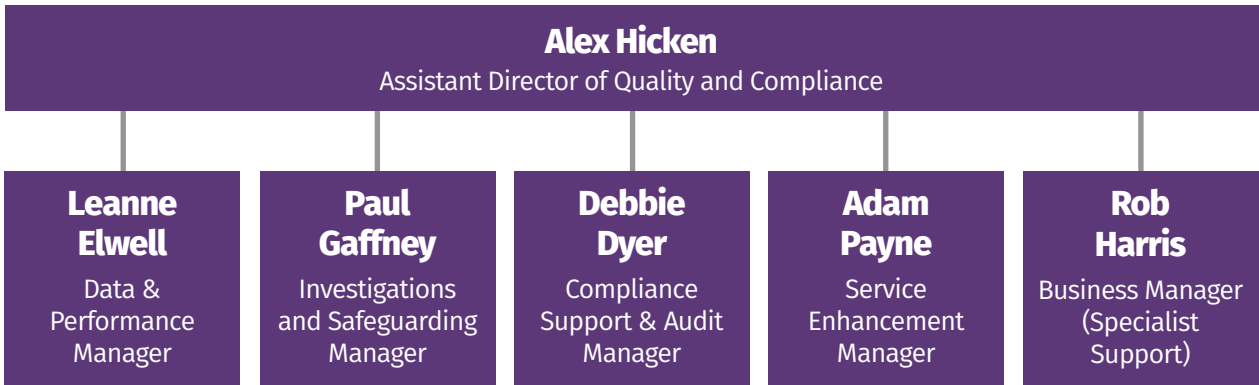 Alex Hicken
Assistant Director of Quality and Compliance
Leanne
Elwell
Data &
Performance
Manager
Paul
Gaffney
Investigations
and Safeguarding
Manager
Debbie
Dyer
Compliance
Support & Audit
Manager
Adam
Payne
Service
Enhancement
Manager
Rob
Harris
Business Manager
(Specialist
Support)